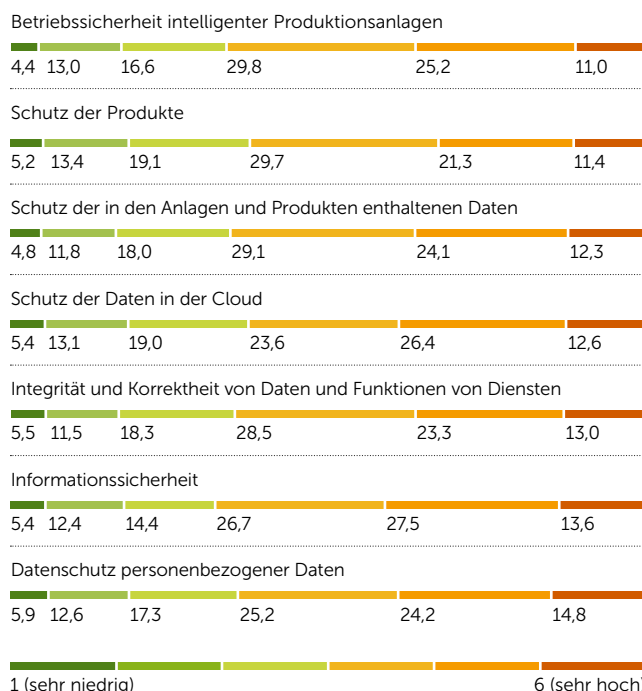 Betriebssicherheit intelligenter Produktionsanlagen
4,4 13,0 16,6 29,8 25,2 11,0
Schutz der Produkte
5,2 13,4 19,1 29,7 21,3 11,4
Schutz der in den Anlagen und Produkten enthaltenen Daten
4,8 11,8 18,0 29,1 24,1 12,3
Schutz der Daten in der Cloud
5,4 13,1 19,0 23,6 26,4 12,6
Integrität und Korrektheit von Daten und Funktionen von Diensten
5,5 11,5 18,3 28,5 23,3 13,0
Informationssicherheit
5,4 12,4 14,4 26,7 27,5 13,6
Datenschutz personenbezogener Daten
5,9 12,6 17,3 25,2 24,2 14,8
1 (sehr niedrig) 6 (sehr hoch)